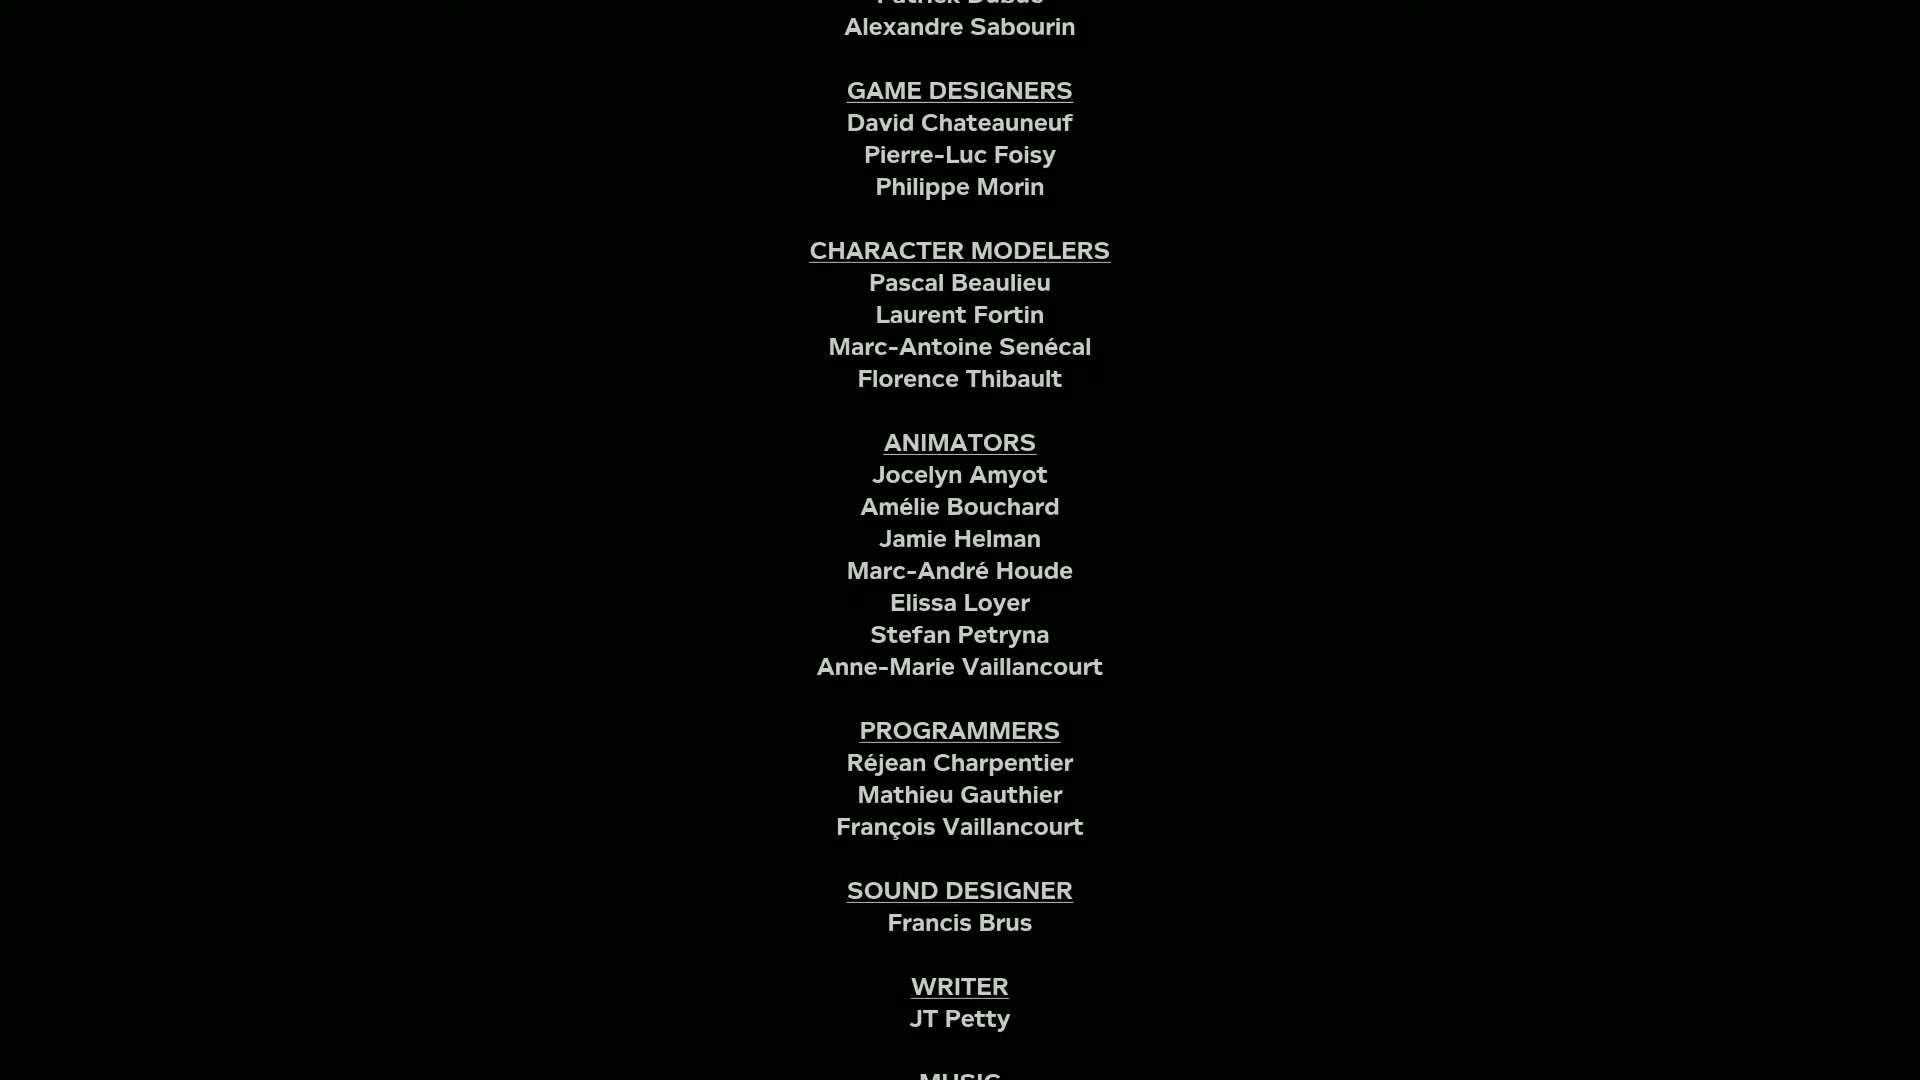 Alexandre Sabourin
GAME DESIGNERS
David Chateauneuf
Pierre-Luc Foisy
Philippe Morin
CHARACTER MODELERS
Pascal Beaulieu
Laurent Fortin
Marc-Antoine Senécal
Florence Thibault
ANIMATORS
Jocelyn Amyot
Amélie Bouchard
Jamie Helman
Marc-André Houde
Elissa Loyer
Stefan Petryna
Anne-Marie Vaillancourt
PROGRAMMERS
Réjean Charpentier
Mathieu Gauthier
François Vaillancourt
SOUND DESIGNER
Francis Brus
WRITER
JT Petty
MUSIC